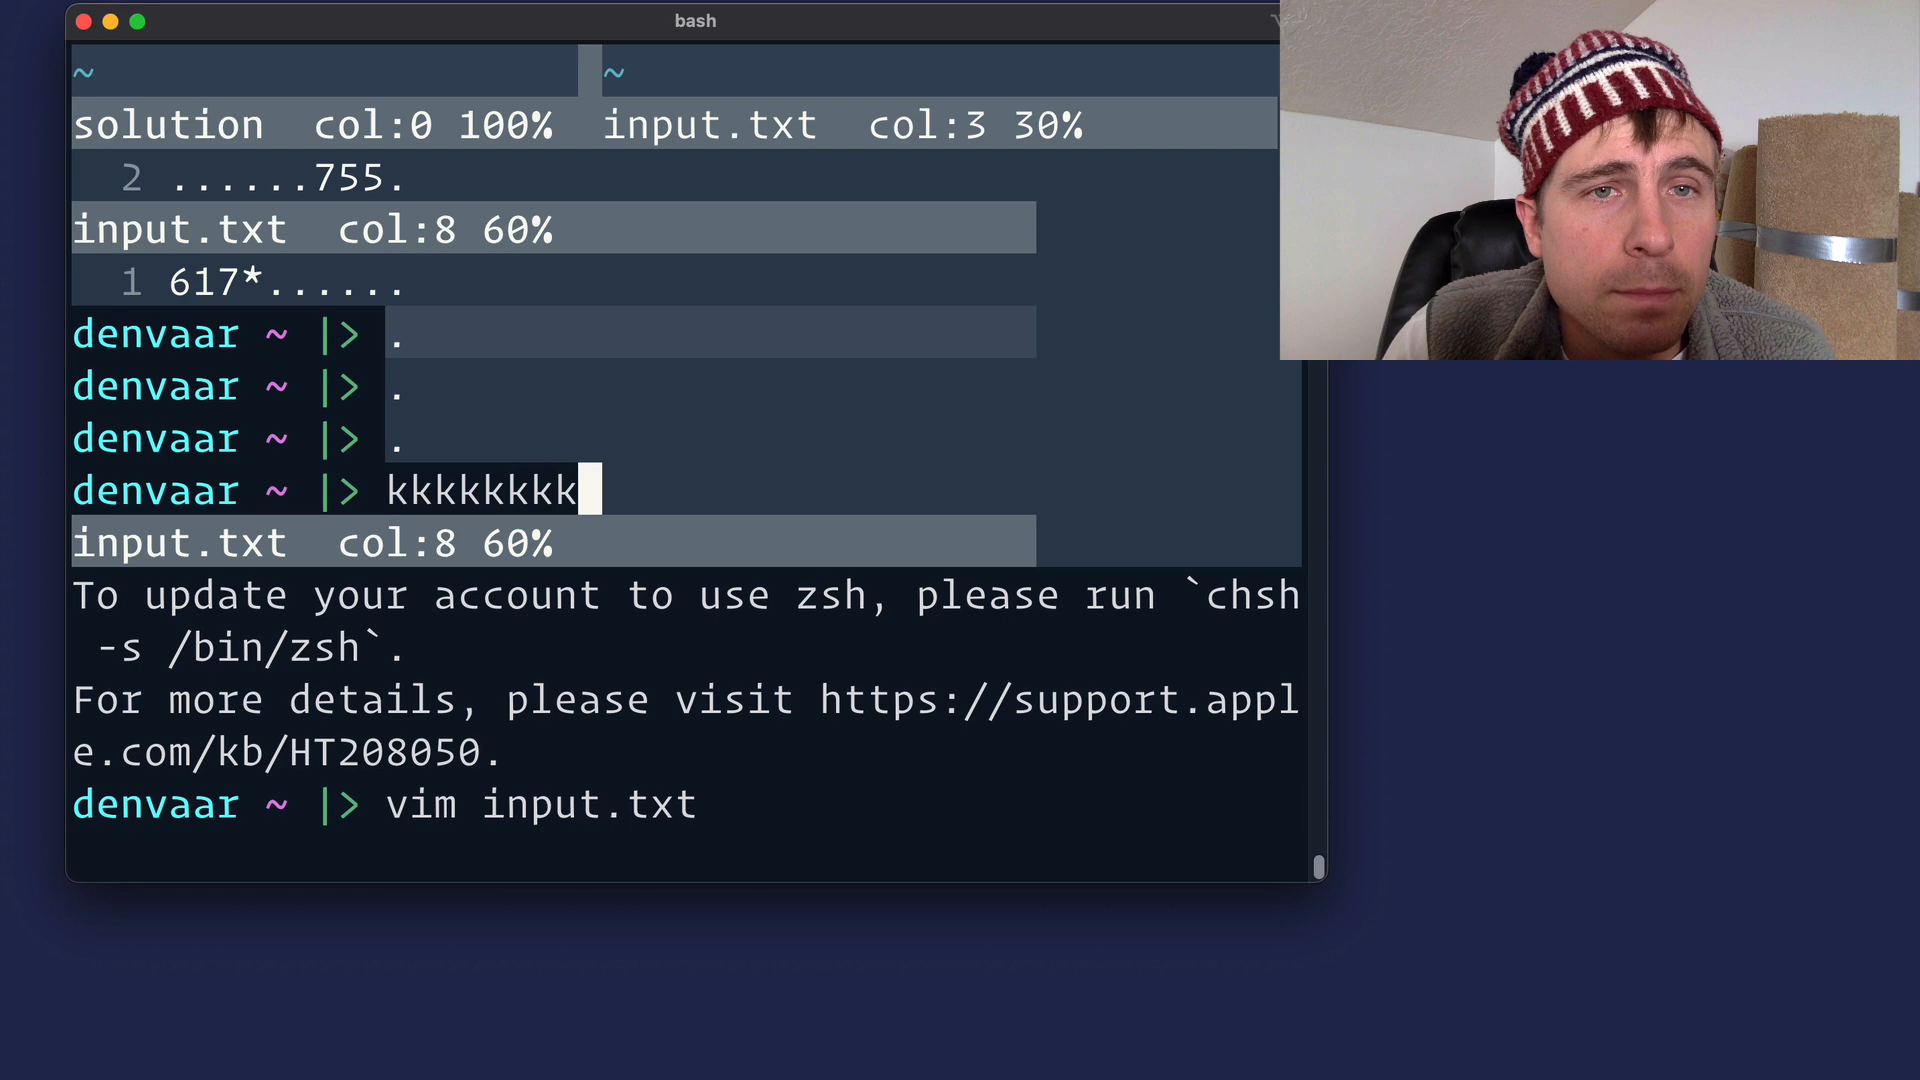 bash
~ ~
solution col:0 100% input.txt col:3 30%
2 ......755.
input.txt col:8 60%
1 617*......
denvaar ~ |> .
denvaar ~ |> .
denvaar ~ |> .
denvaar ~ |> kkkkkkkk
input.txt col:8 60%
To update your account to use zsh, please run `chsh
-s /bin/zsh`.
For more details, please visit https://support.appl
e.com/kb/HT208050.
denvaar ~ |> vim input.txt